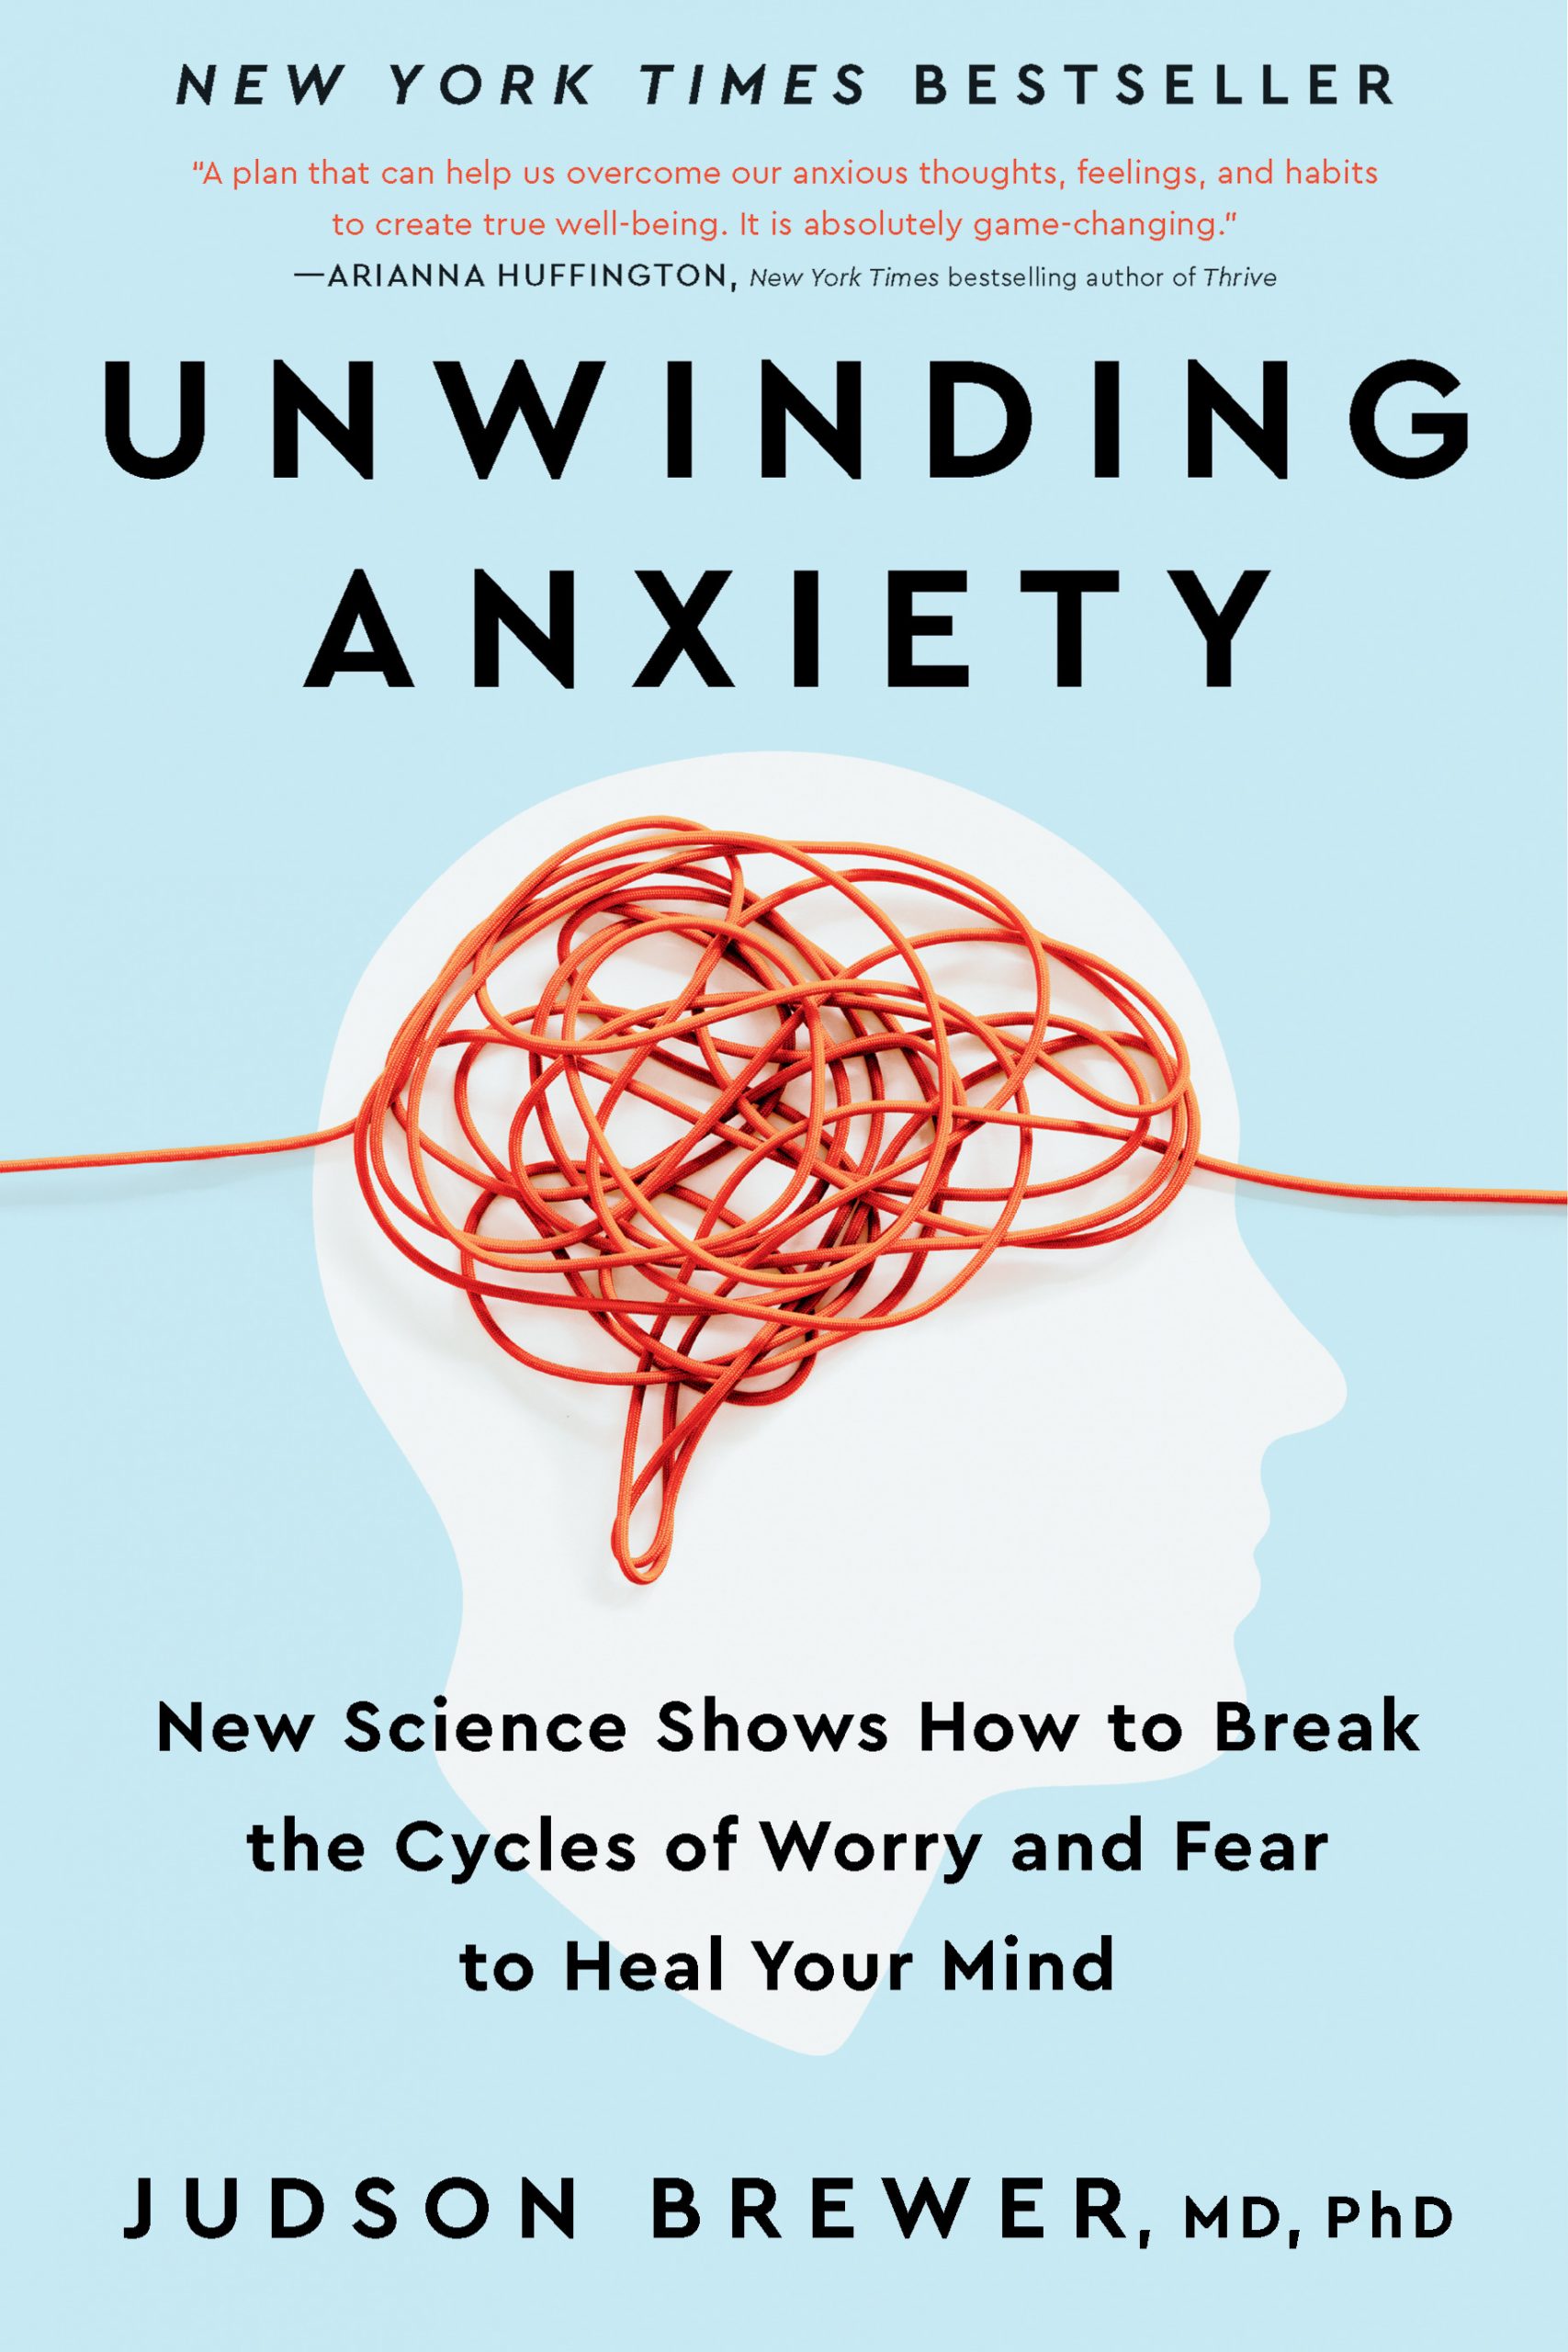 NEW YORK TIMES BESTSELLER
“A plan that can help us overcome our anxious thoughts, feelings, and habits
to create true well-being. It is absolutely game-changing.”
—ARIANNA HUFFINGTON, New York Times bestselling author of Thrive
UNWINDING
ANXIETY
New Science Shows How to Break
the Cycles of Worry and Fear
to Heal Your Mind
JUDSON BREWER, MD, PhD